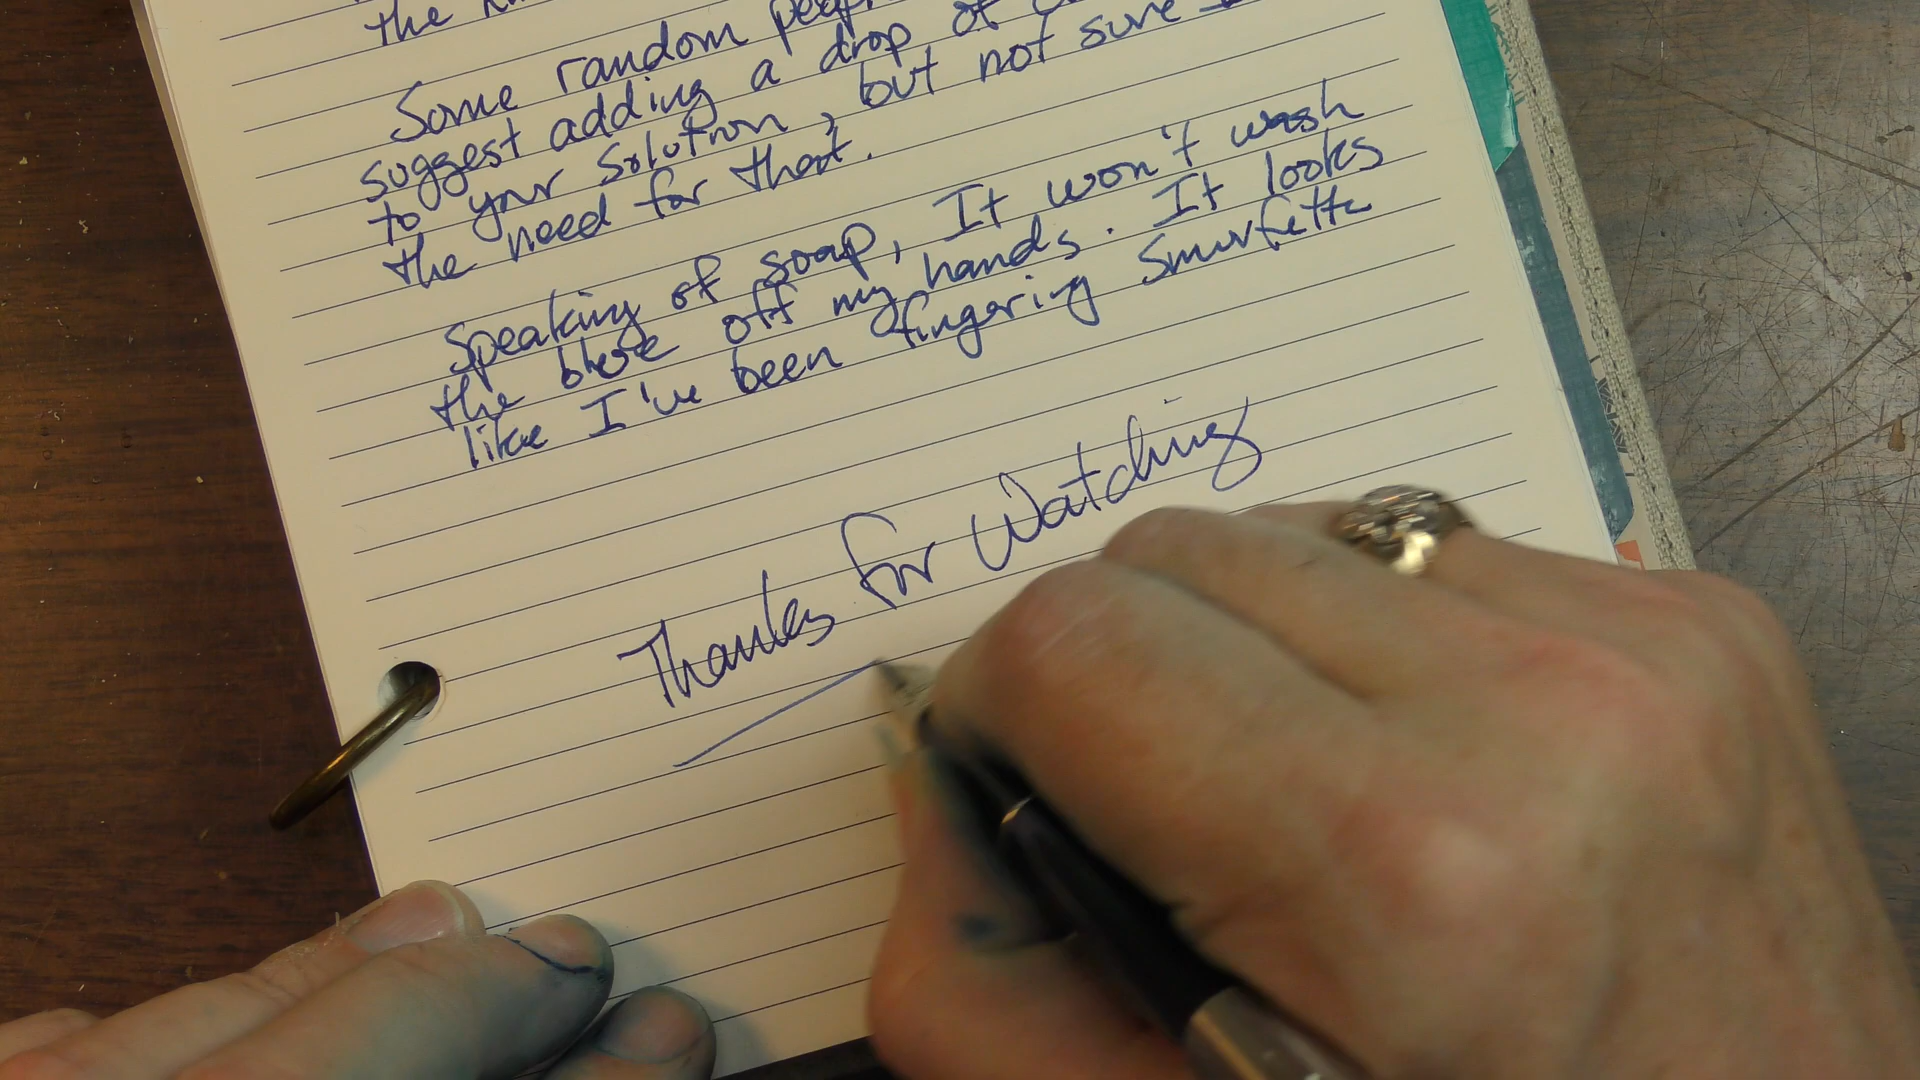 the
Some random
suggest adding a drop of
to your solution, but not sure
the need for that.
Speaking of soap, It won't wash
the blue off my hands. It looks
like I've been fingering Smurfette
Thanks for Watching